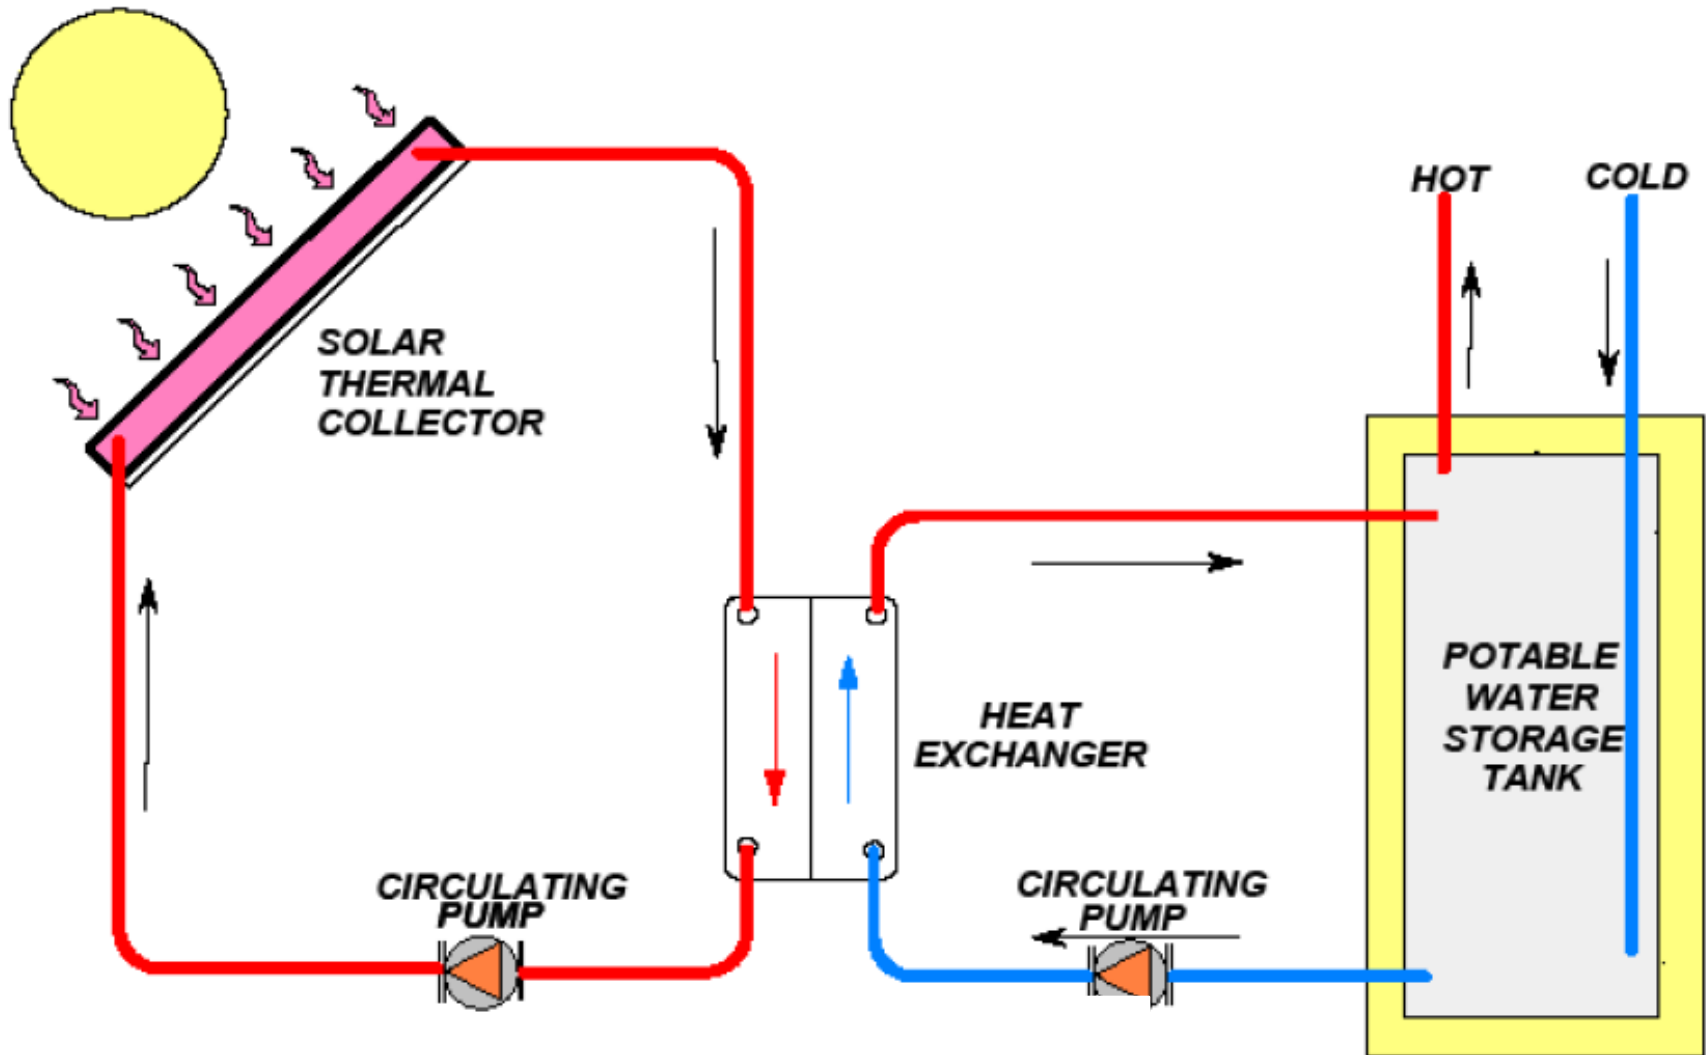 HOT
COLD
SOLAR
THERMAL
COLLECTOR
POTABLE
WATER
STORAGE
TANK
HEAT
EXCHANGER
CIRCULATING
PUMP
CIRCULATING
PUMP